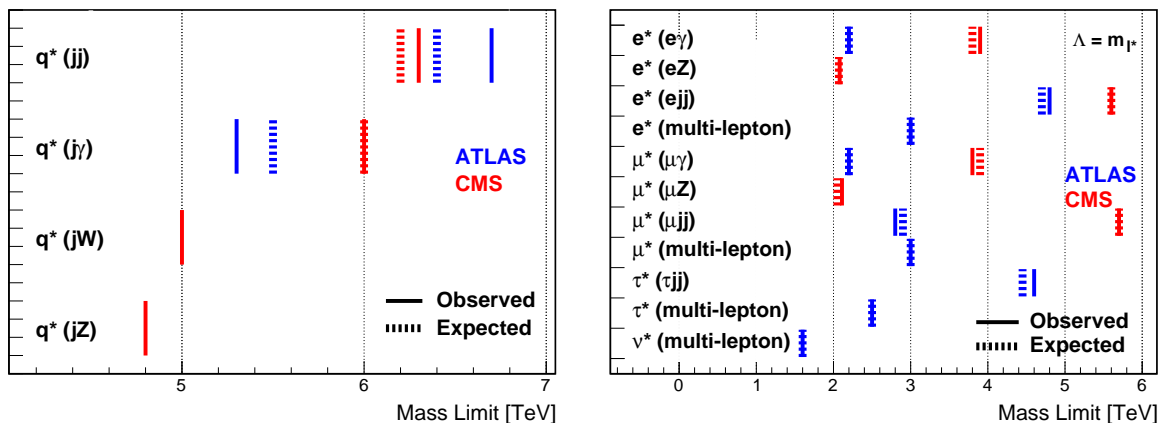 q* (jj)
q* (jγ)
q* (jW)
q* (jZ)
ATLAS
CMS
Observed
Expected
5
6
7
Mass Limit [TeV]
e* (eγ)
e* (eZ)
e* (ejj)
e* (multi-lepton)
μ* (μγ)
μ* (μZ)
μ* (μjj)
μ* (multi-lepton)
τ* (τjj)
τ* (multi-lepton)
ν* (multi-lepton)
Λ = m_l*
ATLAS
CMS
Observed
Expected
0
1
2
3
4
5
6
Mass Limit [TeV]